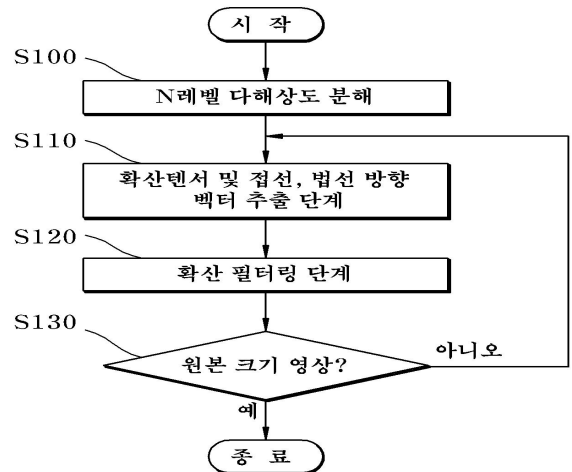 시 작
S100
N레벨 다해상도 분해
S110
확산텐서 및 접선, 법선 방향
벡터 추출 단계
S120
확산 필터링 단계
S130
원본 크기 영상?
아니오
예
종 료